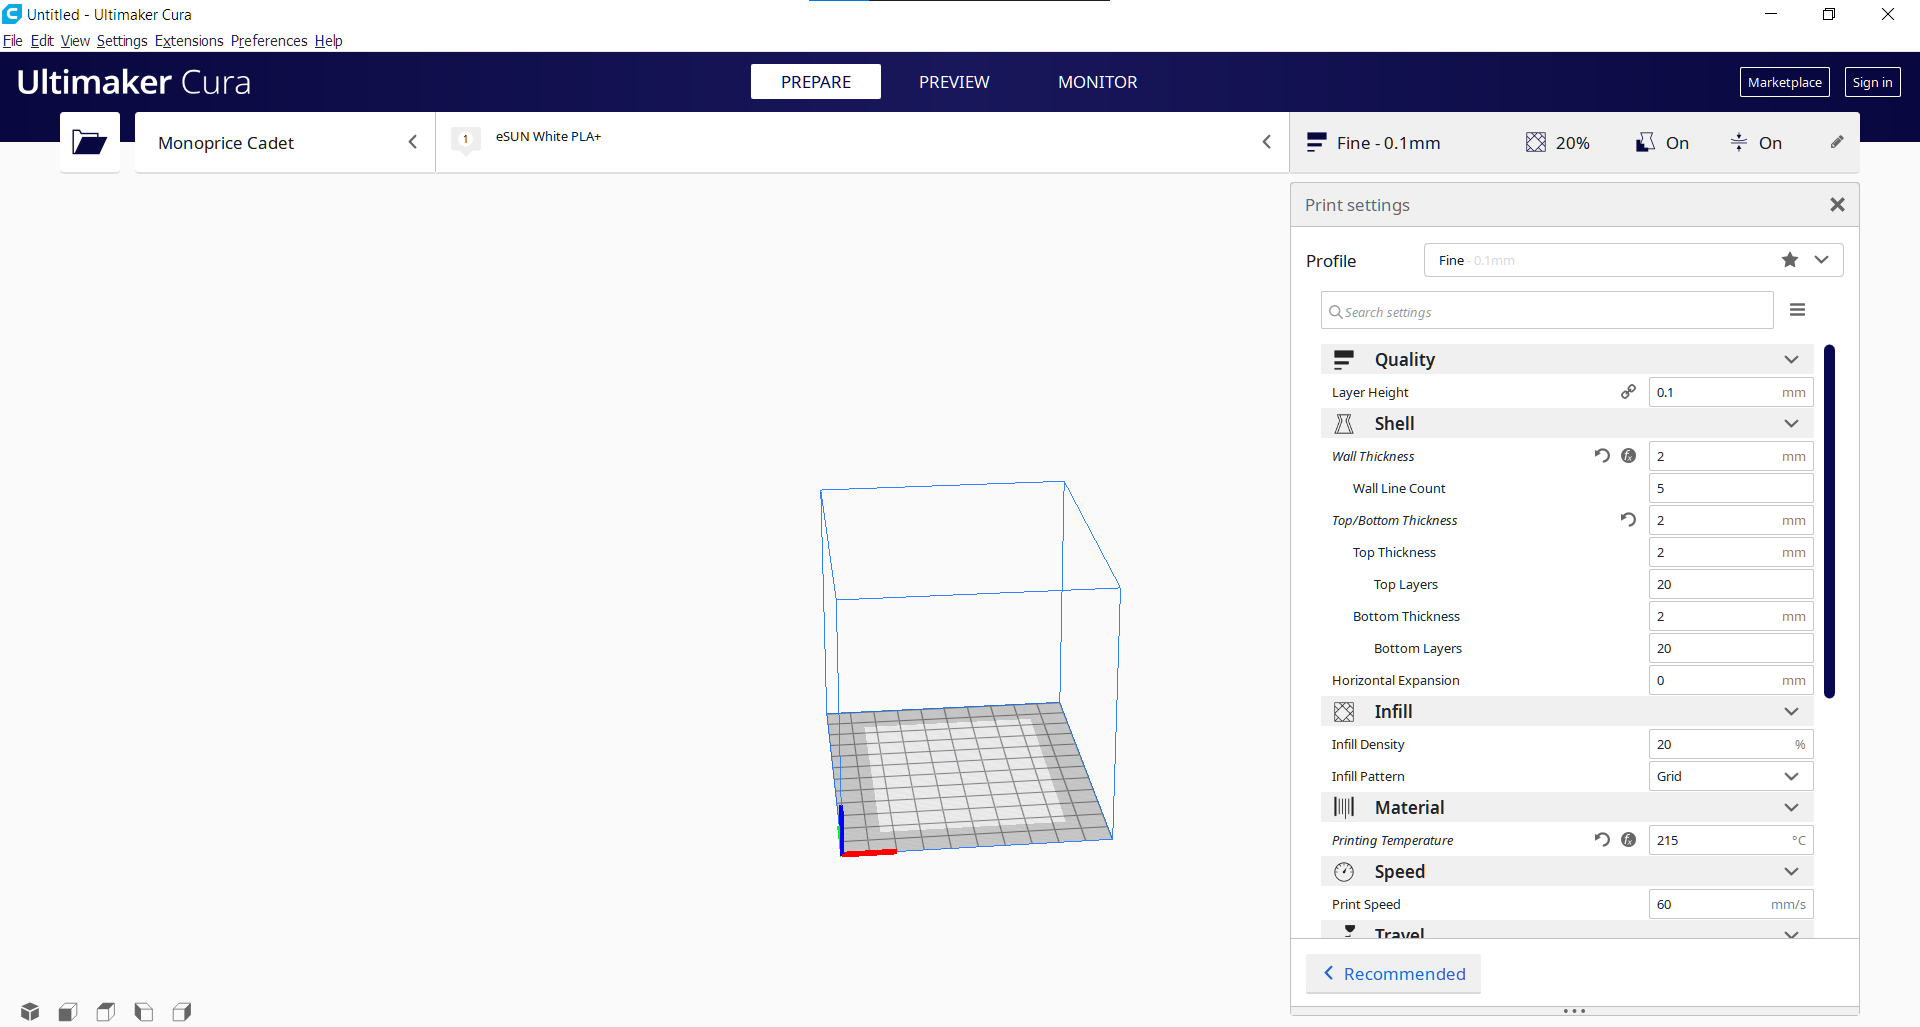 Untitled - Ultimaker Cura
File Edit View Settings Extensions Preferences Help
Ultimaker Cura
PREPARE PREVIEW MONITOR
Marketplace Sign in
Monoprice Cadet
1 eSUN White PLA+
Fine - 0.1mm 20% On On
Print settings
Profile Fine - 0.1mm
Search settings
Quality
Layer Height 0.1 mm
Shell
Wall Thickness fx 2 mm
Wall Line Count 5
Top/Bottom Thickness 2 mm
Top Thickness 2 mm
Top Layers 20
Bottom Thickness 2 mm
Bottom Layers 20
Horizontal Expansion 0 mm
Infill
Infill Density 20 %
Infill Pattern Grid
Material
Printing Temperature fx 215 °C
Speed
Print Speed 60 mm/s
Travel
Recommended